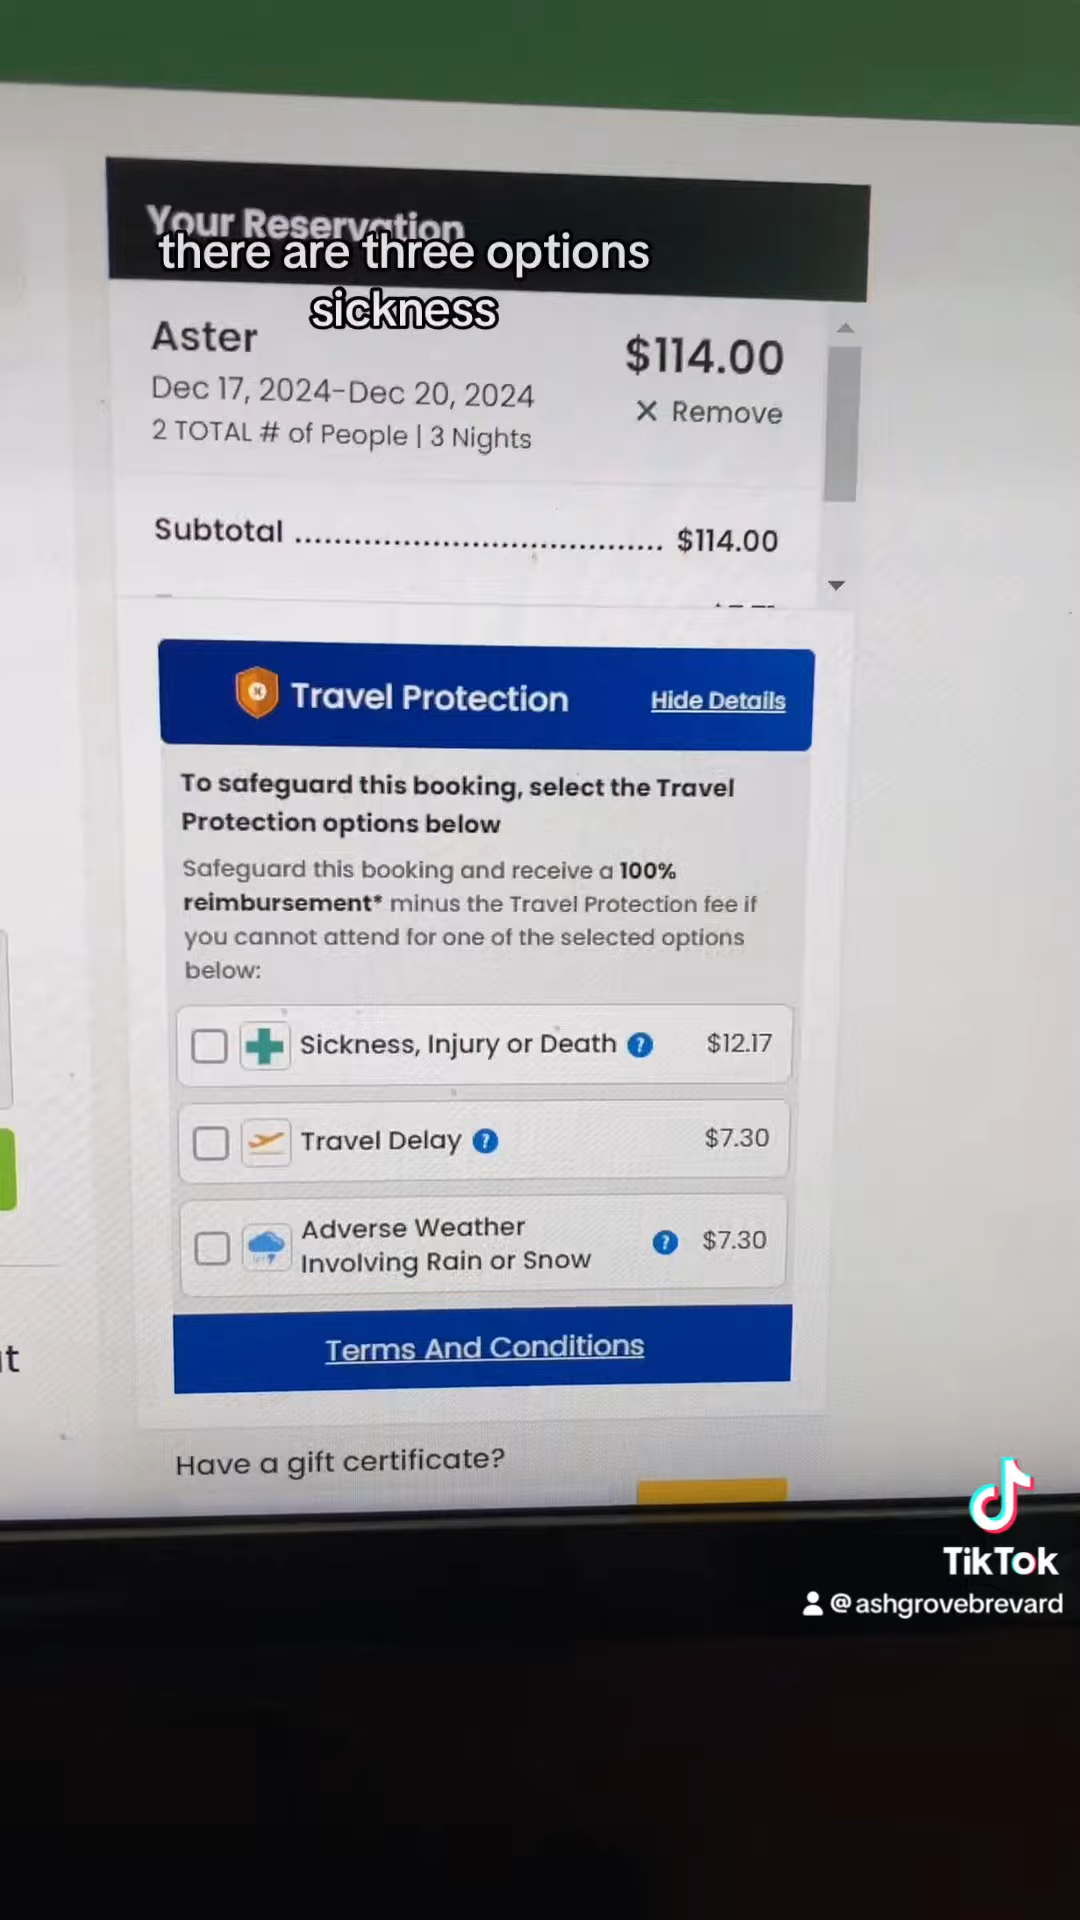 Your Reservation
there are three options
sickness
Aster
$114.00
Dec 17, 2024-Dec 20, 2024
X Remove
2 TOTAL # of People | 3 Nights
Subtotal ........................................ $114.00
Travel Protection
Hide Details
To safeguard this booking, select the Travel
Protection options below
Safeguard this booking and receive a 100%
reimbursement* minus the Travel Protection fee if
you cannot attend for one of the selected options
below:
Sickness, Injury or Death ? $12.17
Travel Delay ? $7.30
Adverse Weather
Involving Rain or Snow ? $7.30
Terms And Conditions
Have a gift certificate?
TikTok
@ashgrovebrevard